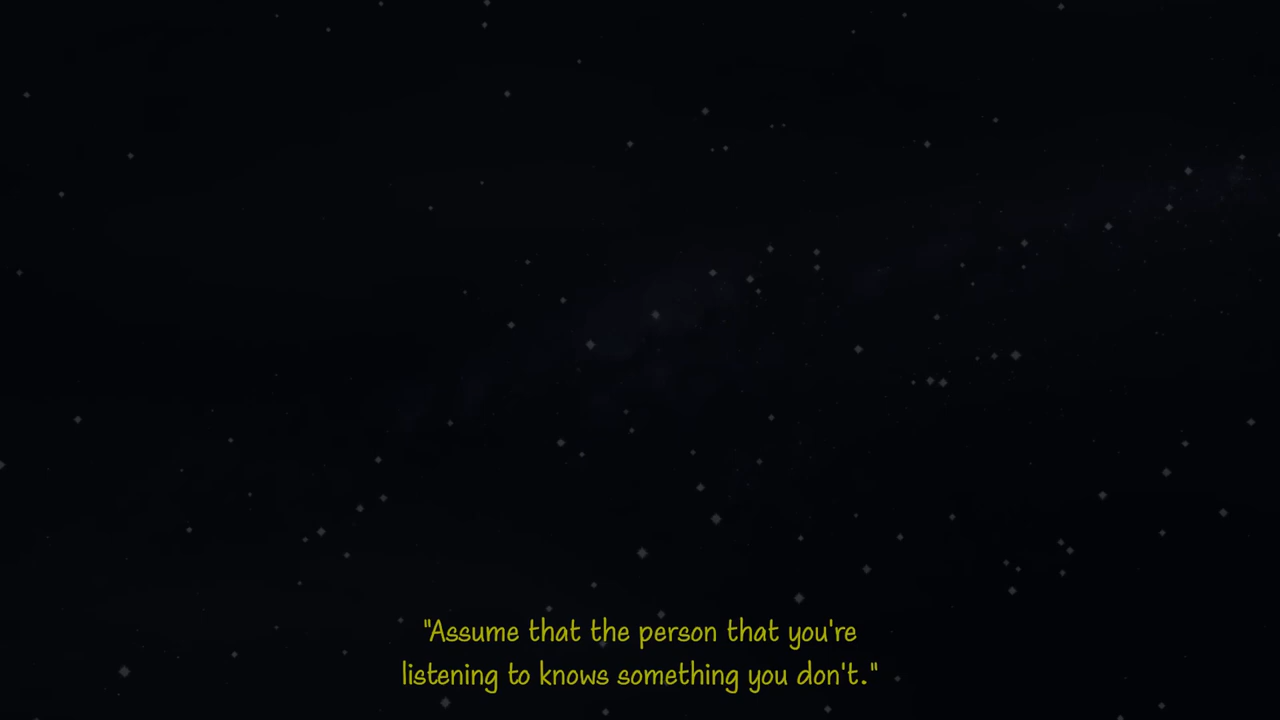 "Assume that the person that you're
listening to knows something you don't."